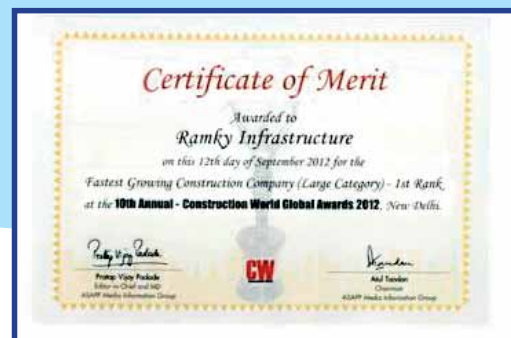 Certificate of Merit
Awarded to
Ramky Infrastructure
on this 12th day of September 2012 for the
Fastest Growing Construction Company (Large Category) - 1st Rank
at the 10th Annual - Construction World Global Awards 2012, New Delhi.
Pratap Vijay Padode
Editor-in-Chief and MD
ASAPP Media Information Group
CW
Atul Tandan
Chairman
ASAPP Media Information Group